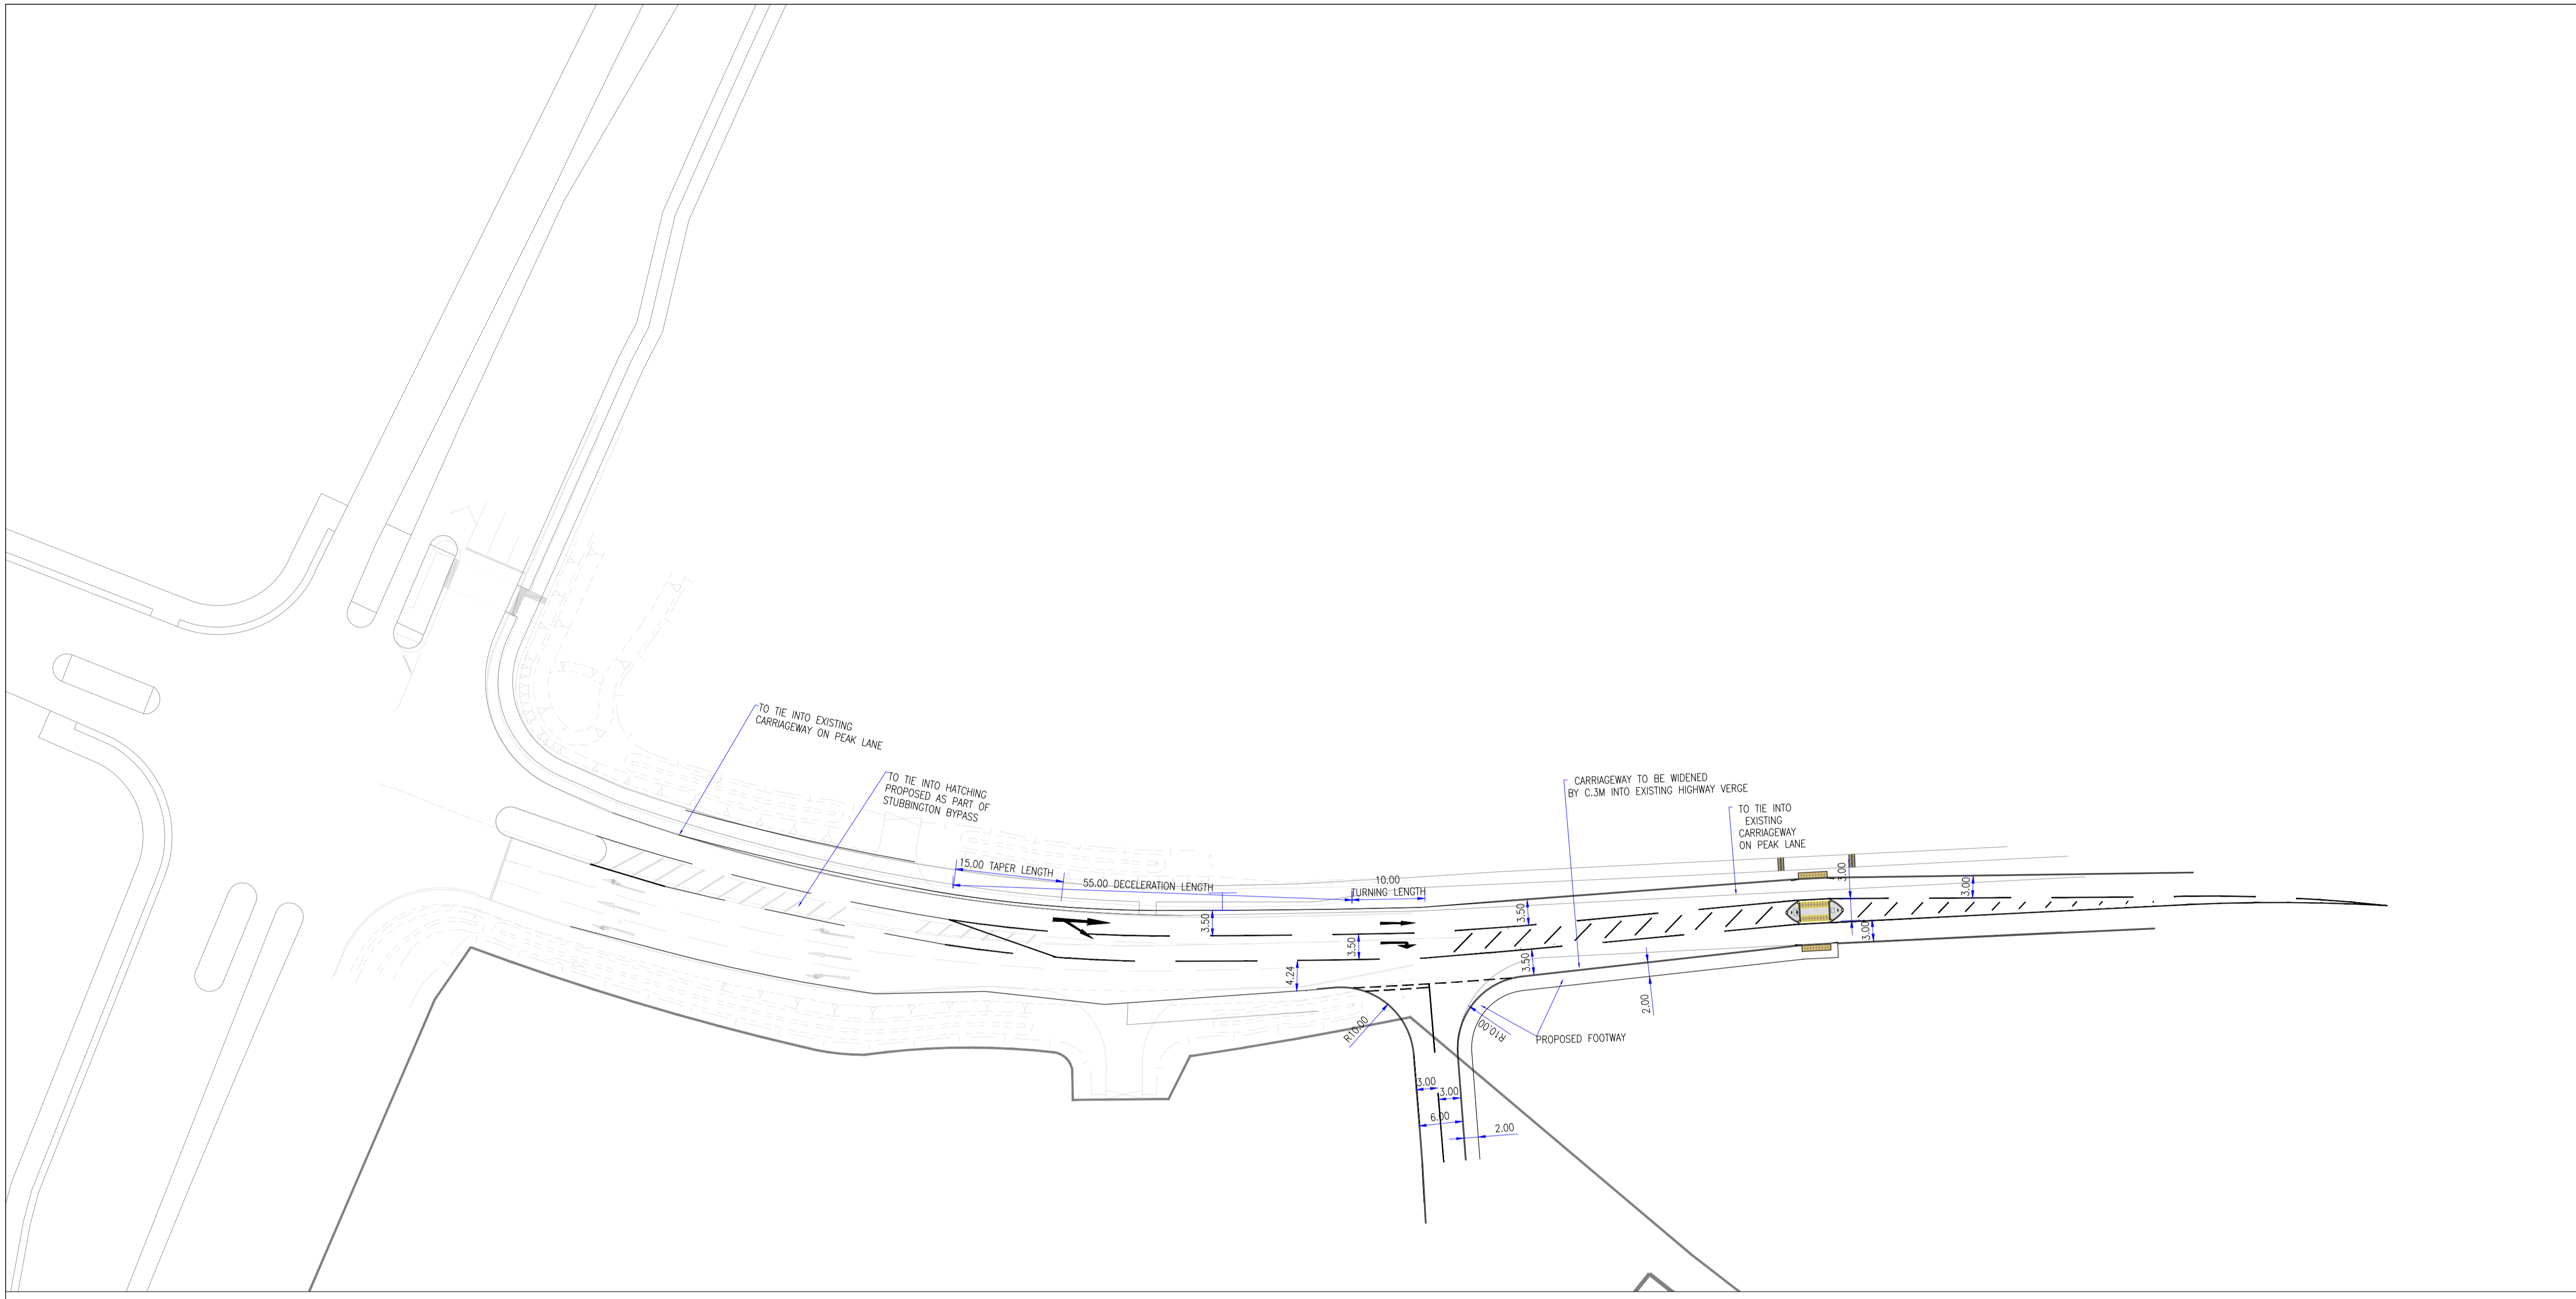 TO TIE INTO EXISTING
CARRIAGEWAY ON PEAK LANE
TO TIE INTO HATCHING
PROPOSED AS PART OF
STUBBINGTON BYPASS
CARRIAGEWAY TO BE WIDENED
BY C.3M INTO EXISTING HIGHWAY VERGE
TO TIE INTO
EXISTING
CARRIAGEWAY
ON PEAK LANE
15.00 TAPER LENGTH
55.00 DECELERATION LENGTH
10.00
TURNING LENGTH
3.00
3.00
3.50
3.50
3.50
3.50
3.00
4.24
2.00
R10.00
R10.00
PROPOSED FOOTWAY
3.00
3.00
6.00
2.00